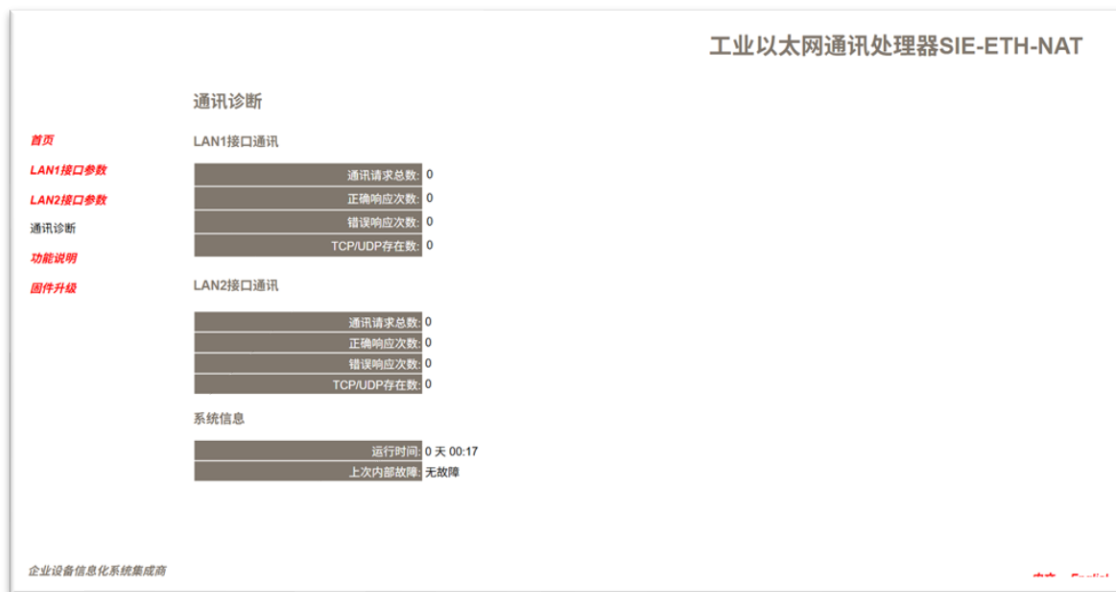 工业以太网通讯处理器SIE-ETH-NAT
通讯诊断
首页
LAN1接口参数
LAN2接口参数
通讯诊断
功能说明
固件升级
LAN1接口通讯
通讯请求总数: 0
正确响应次数: 0
错误响应次数: 0
TCP/UDP存在数: 0
LAN2接口通讯
通讯请求总数: 0
正确响应次数: 0
错误响应次数: 0
TCP/UDP存在数: 0
系统信息
运行时间: 0 天 00:17
上次内部故障: 无故障
企业设备信息化系统集成商